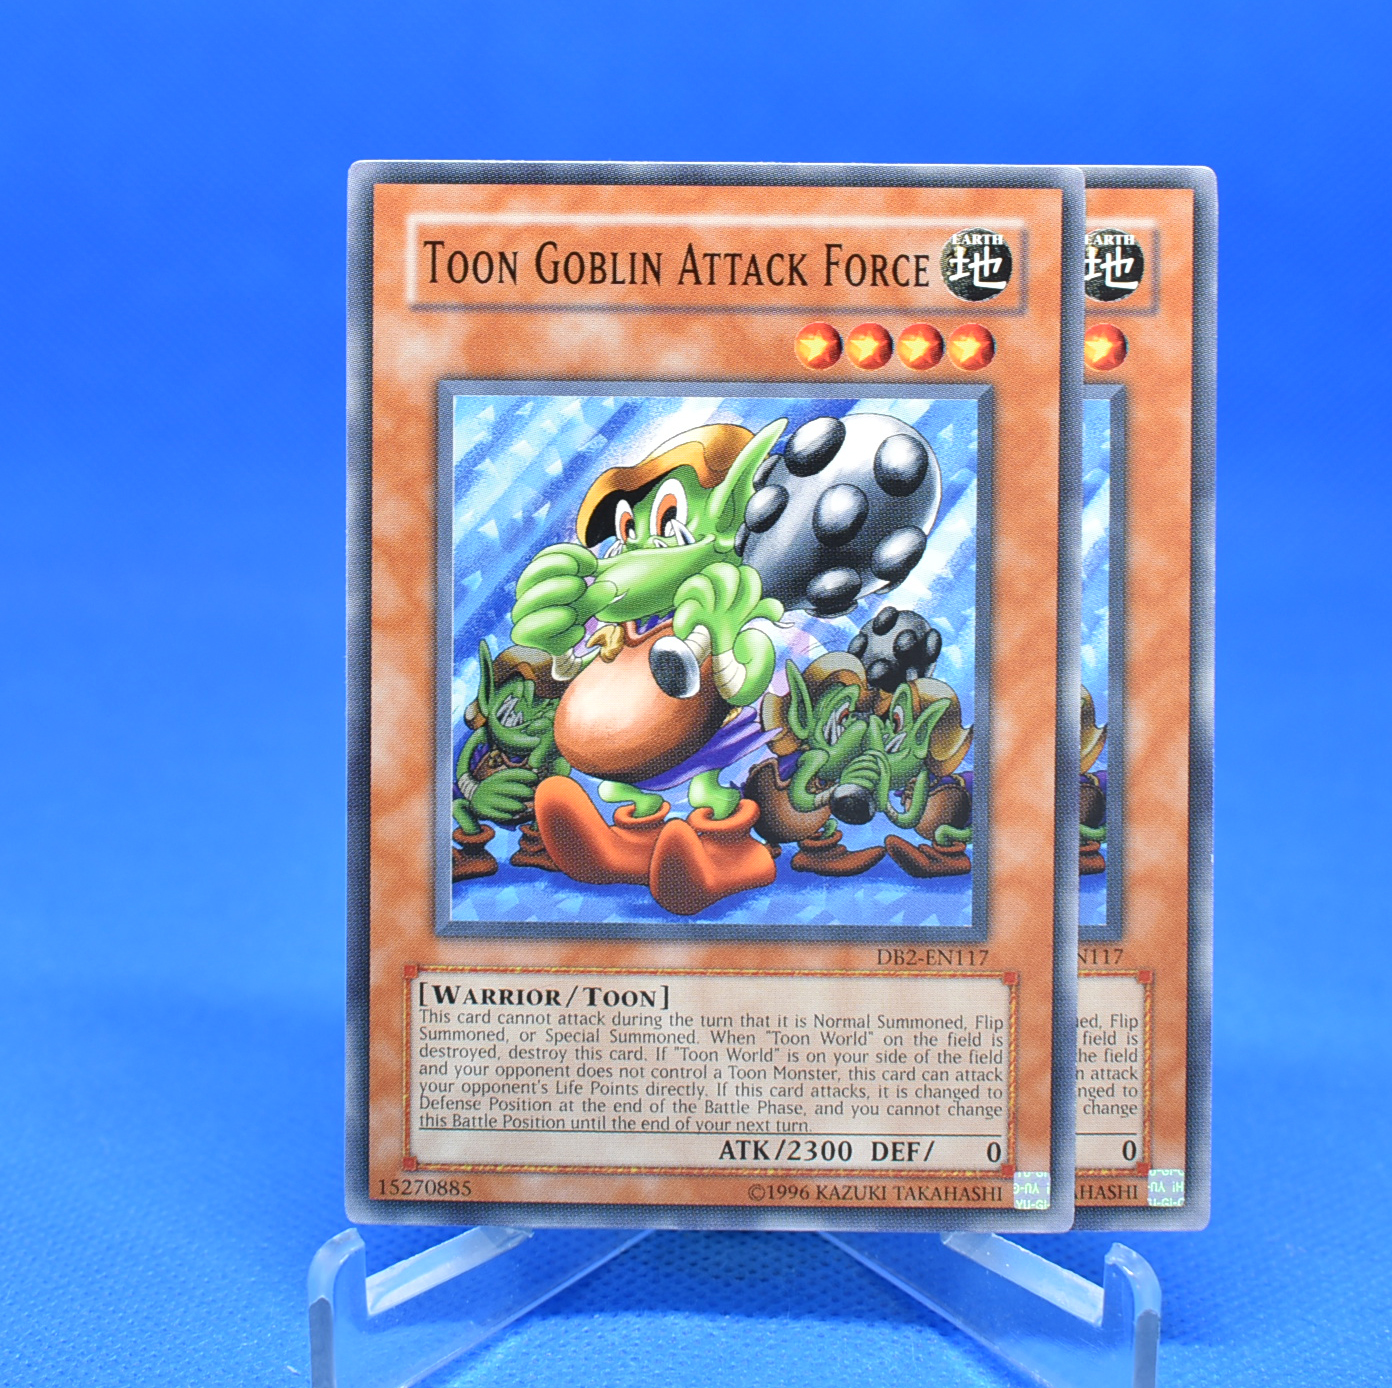 TOON GOBLIN ATTACK FORCE
EARTH
地
EARTH
地
DB2-EN117
N117
[WARRIOR/TOON]
This card cannot attack during the turn that it is Normal Summoned, Flip
Summoned, or Special Summoned. When "Toon World" on the field is
destroyed, destroy this card. If "Toon World" is on your side of the field
and your opponent does not control a Toon Monster, this card can attack
your opponent's Life Points directly. If this card attacks, it is changed to
Defense Position at the end of the Battle Phase, and you cannot change
this Battle Position until the end of your next turn.
ATK/2300 DEF/ 0
15270885
©1996 KAZUKI TAKAHASHI
ed, Flip
field is
he field
n attack
nged to
change
0
AHASHI